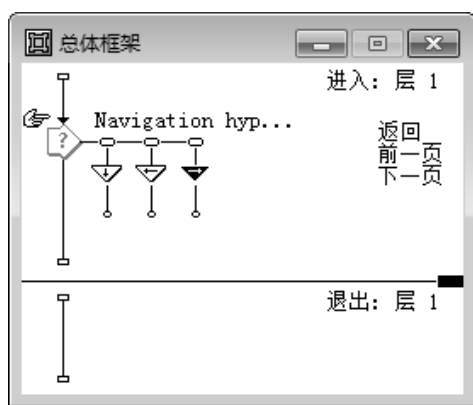 总体框架
进入: 层 1
Navigation hyp...
?
返回
前一页
下一页
退出: 层 1